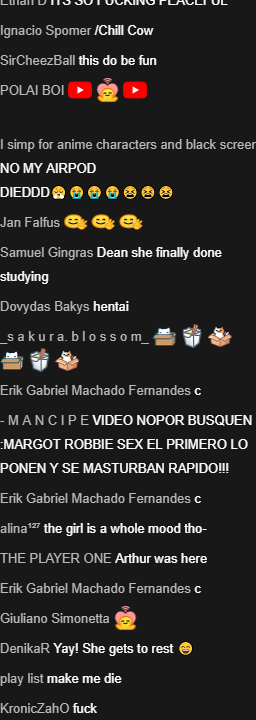 Ethan D ITS SO FUCKING PEACEFUL
Ignacio Spomer /Chill Cow
SirCheezBall this do be fun
POLAI BOI
I simp for anime characters and black screen
NO MY AIRPOD
DIEDDD😤😭😭😭😫😫😫
Jan Falfus
Samuel Gingras Dean she finally done
studying
Dovydas Bakys hentai
_s a k u r a. b l o s s o m_
Erik Gabriel Machado Fernandes c
- M A N C I P E VIDEO NOPOR BUSQUEN
:MARGOT ROBBIE SEX EL PRIMERO LO
PONEN Y SE MASTURBAN RAPIDO!!!
Erik Gabriel Machado Fernandes c
alina¹²⁷ the girl is a whole mood tho-
THE PLAYER ONE Arthur was here
Erik Gabriel Machado Fernandes c
Giuliano Simonetta
DenikaR Yay! She gets to rest 😄
play list make me die
KronicZahO fuck